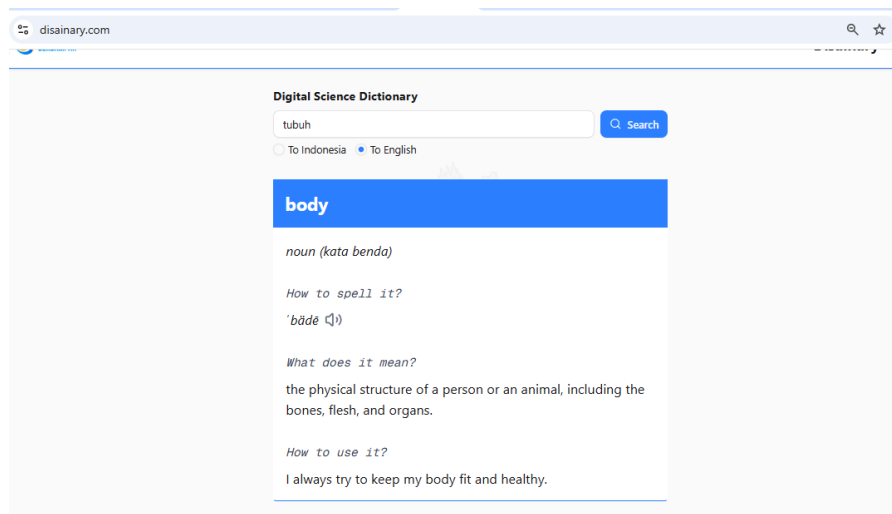 disainary.com
Digital Science Dictionary
tubuh
Search
To Indonesia To English
body
noun (kata benda)
How to spell it?
ˈbädē
What does it mean?
the physical structure of a person or an animal, including the
bones, flesh, and organs.
How to use it?
I always try to keep my body fit and healthy.